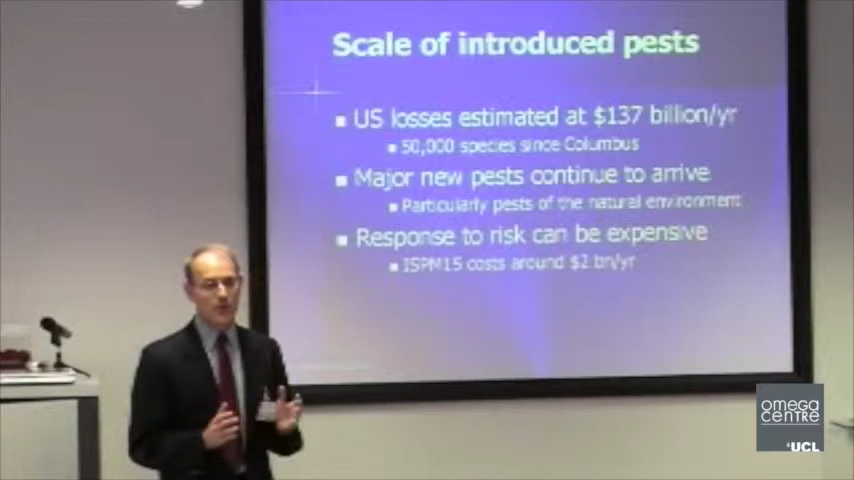 Scale of introduced pests
US losses estimated at $137 billion/yr
50,000 species since Columbus
Major new pests continue to arrive
Particularly pests of the natural environment
Response to risk can be expensive
ISPM15 costs around $2 bn/yr
omega
centre
UCL